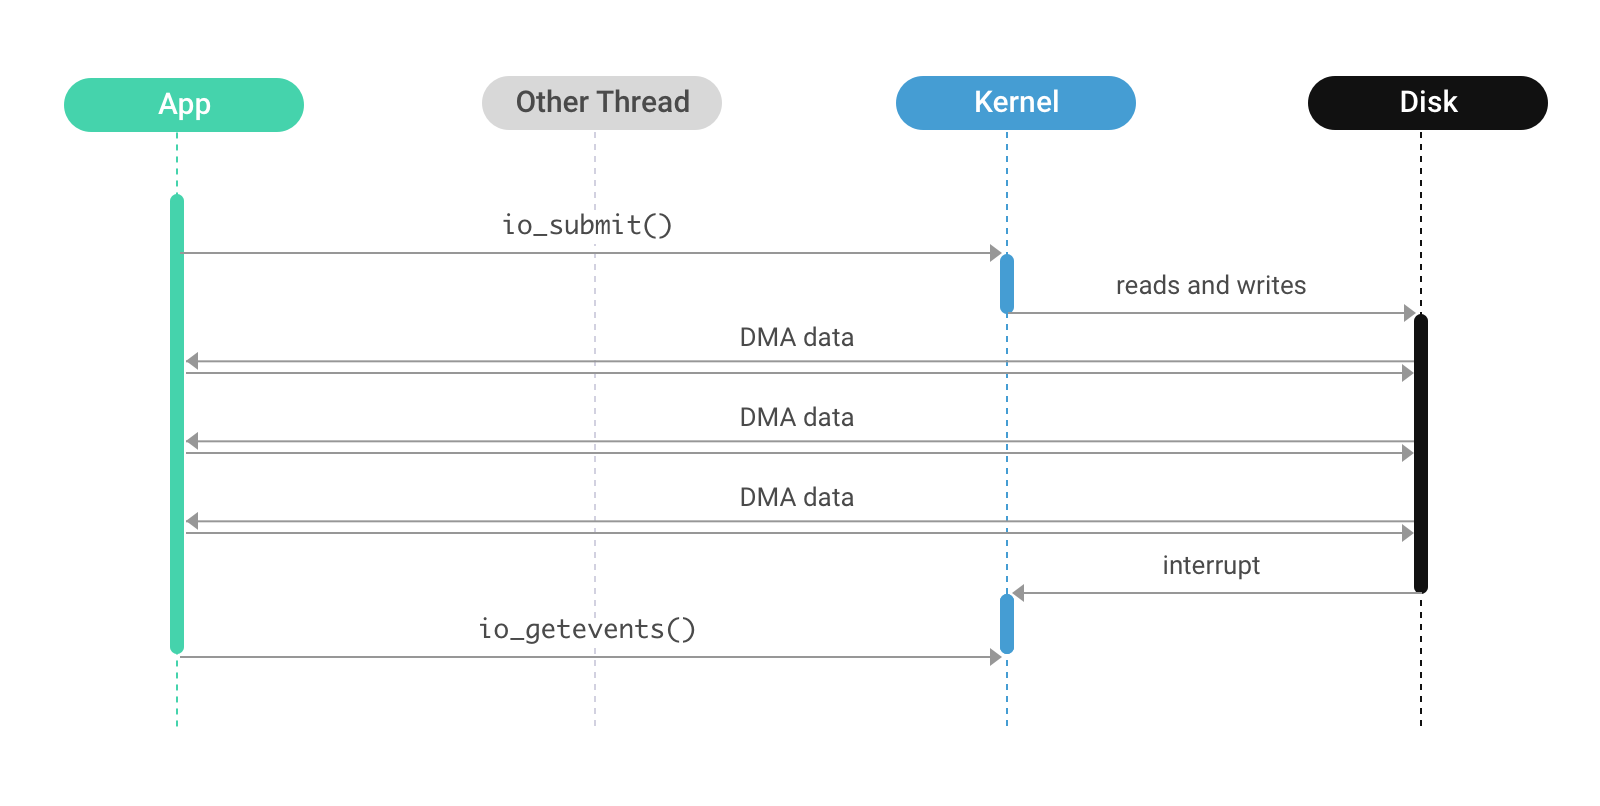 App
Other Thread
Kernel
Disk
io_submit()
reads and writes
DMA data
DMA data
DMA data
interrupt
io_getevents()